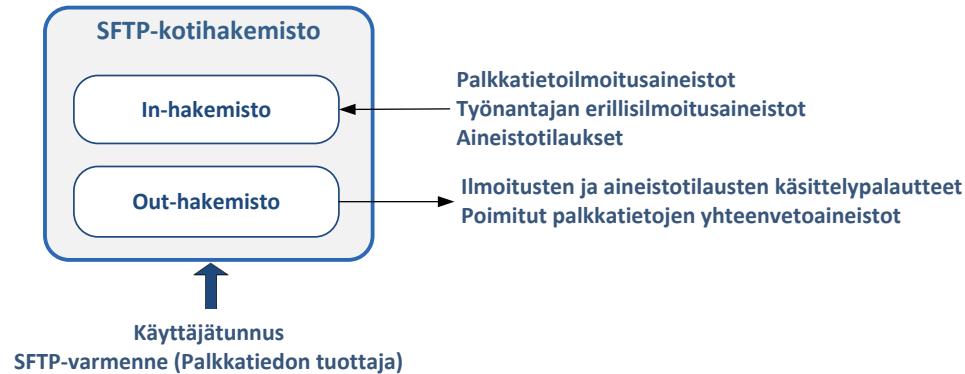 SFTP-kotihakemisto
In-hakemisto
Palkkatietoilmoitusaineistot
Työnantajan erillisilmoitusaineistot
Aineistotilaukset
Out-hakemisto
Ilmoitusten ja aineistotilausten käsittelypalautteet
Poimitut palkkatietojen yhteenvetoaineistot
Käyttäjätunnus
SFTP-varmenne (Palkkatiedon tuottaja)